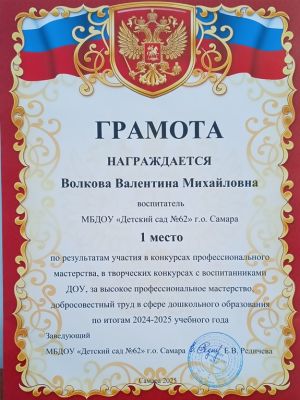 ГРАМОТА
НАГРАЖДАЕТСЯ
Волкова Валентина Михайловна
воспитатель
МБДОУ «Детский сад №62» г.о. Самара
1 место
по результатам участия в конкурсах профессионального
мастерства, в творческих конкурсах с воспитанниками
ДОУ, за высокое профессиональное мастерство,
добросовестный труд в сфере дошкольного образования
по итогам 2024-2025 учебного года
Заведующий
МБДОУ «Детский сад №62» г.о. Самара Е.В. Редичева
Самара 2025